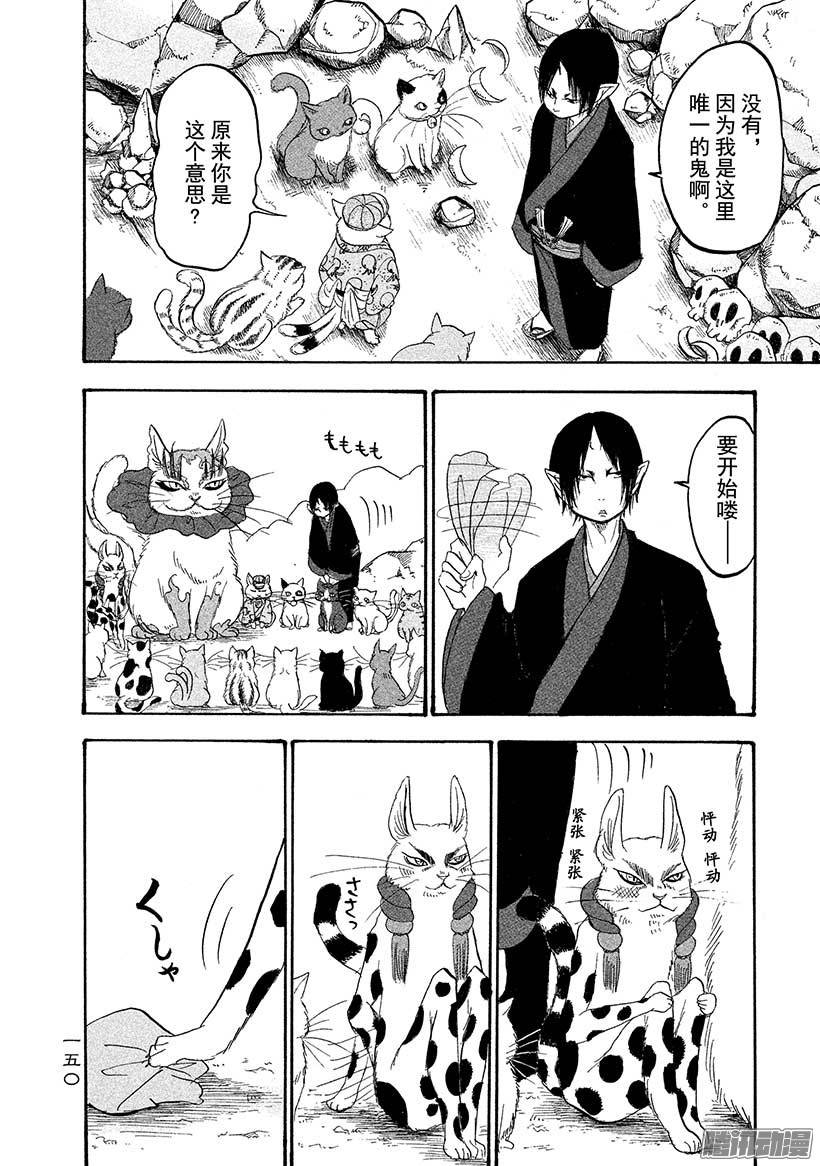 没有，
因为我是这里
唯一的鬼啊。
原来你是
这个意思？
要开始喽——
もももも
怦动 怦动
紧张 紧张
ささっ
くしゃ
一五〇
腾讯动漫